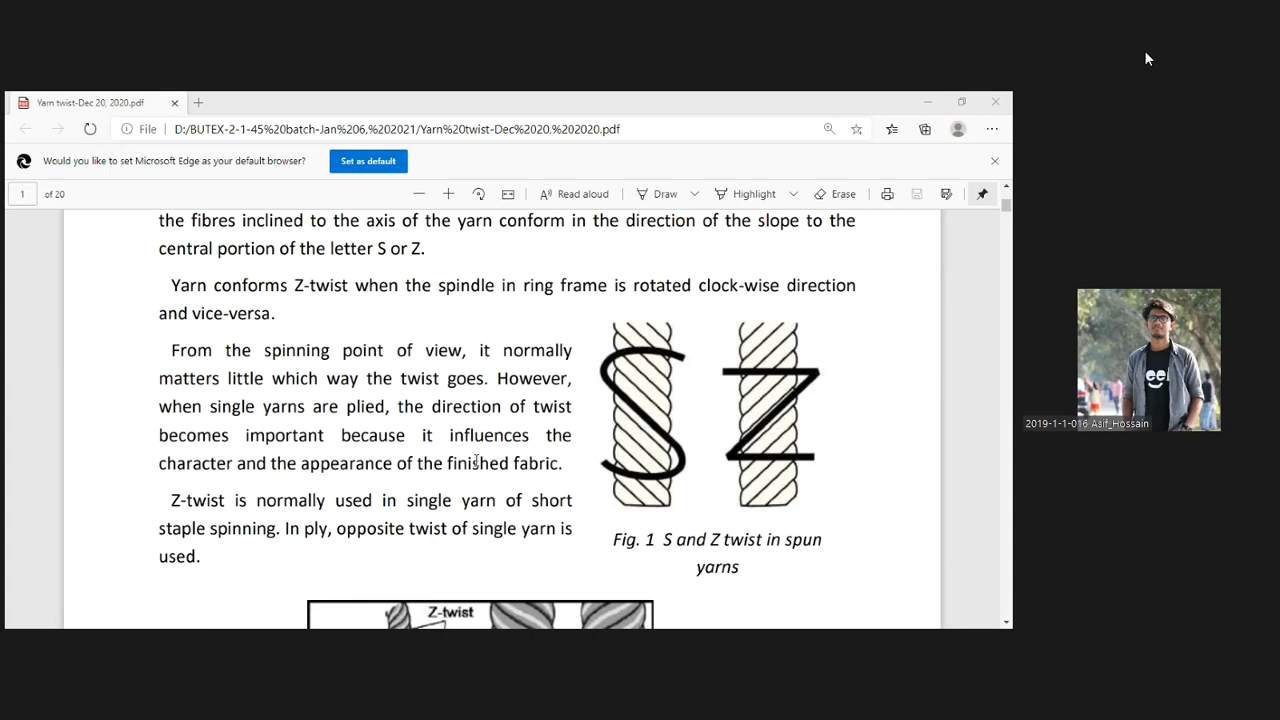 Yarn twist-Dec 20, 2020.pdf
File D:/BUTEX-2-1-45%20batch-Jan%206,%202021/Yarn%20twist-Dec%2020,%202020.pdf
Would you like to set Microsoft Edge as your default browser? Set as default
1 of 20 Read aloud Draw Highlight Erase
the fibres inclined to the axis of the yarn conform in the direction of the slope to the
central portion of the letter S or Z.
Yarn conforms Z-twist when the spindle in ring frame is rotated clock-wise direction
and vice-versa.
From the spinning point of view, it normally
matters little which way the twist goes. However,
when single yarns are plied, the direction of twist
becomes important because it influences the
character and the appearance of the finished fabric.
Z-twist is normally used in single yarn of short
staple spinning. In ply, opposite twist of single yarn is
used.
S Z
Fig. 1 S and Z twist in spun
yarns
Z-twist
2019-1-1-016 Asif_Hossain